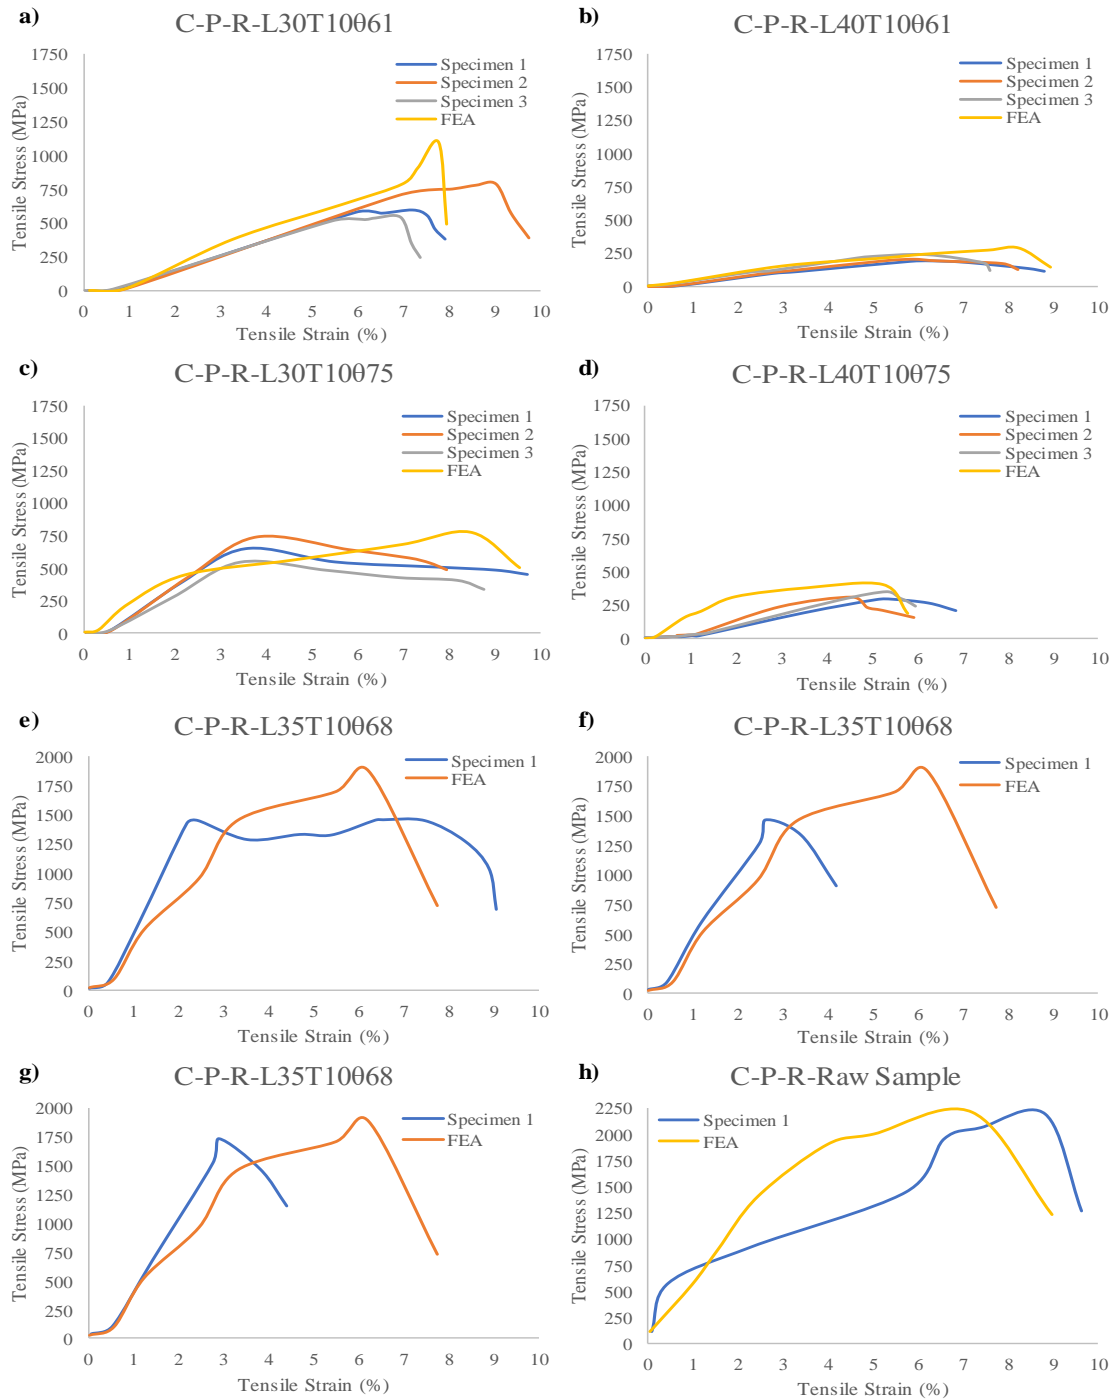 a)
C-P-R-L30T10θ61
1750
1500
1250
1000
750
500
250
0
Tensile Stress (MPa)
Specimen 1
Specimen 2
Specimen 3
FEA
0 1 2 3 4 5 6 7 8 9 10
Tensile Strain (%)
b)
C-P-R-L40T10θ61
1750
1500
1250
1000
750
500
250
0
Tensile Stress (MPa)
Specimen 1
Specimen 2
Specimen 3
FEA
0 1 2 3 4 5 6 7 8 9 10
Tensile Strain (%)
c)
C-P-R-L30T10θ75
1750
1500
1250
1000
750
500
250
0
Tensile Stress (MPa)
Specimen 1
Specimen 2
Specimen 3
FEA
0 1 2 3 4 5 6 7 8 9 10
Tensile Strain (%)
d)
C-P-R-L40T10θ75
1750
1500
1250
1000
750
500
250
0
Tensile Stress (MPa)
Specimen 1
Specimen 2
Specimen 3
FEA
0 1 2 3 4 5 6 7 8 9 10
Tensile Strain (%)
e)
C-P-R-L35T10θ68
2000
1750
1500
1250
1000
750
500
250
0
Tensile Stress (MPa)
Specimen 1
FEA
0 1 2 3 4 5 6 7 8 9 10
Tensile Strain (%)
f)
C-P-R-L35T10θ68
2000
1750
1500
1250
1000
750
500
250
0
Tensile Stress (MPa)
Specimen 1
FEA
0 1 2 3 4 5 6 7 8 9 10
Tensile Strain (%)
g)
C-P-R-L35T10θ68
2000
1750
1500
1250
1000
750
500
250
0
Tensile Stress (MPa)
Specimen 1
FEA
0 1 2 3 4 5 6 7 8 9 10
Tensile Strain (%)
h)
C-P-R-Raw Sample
2250
2000
1750
1500
1250
1000
750
500
250
0
Tensile Stress (MPa)
Specimen 1
FEA
0 1 2 3 4 5 6 7 8 9 10
Tensile Strain (%)